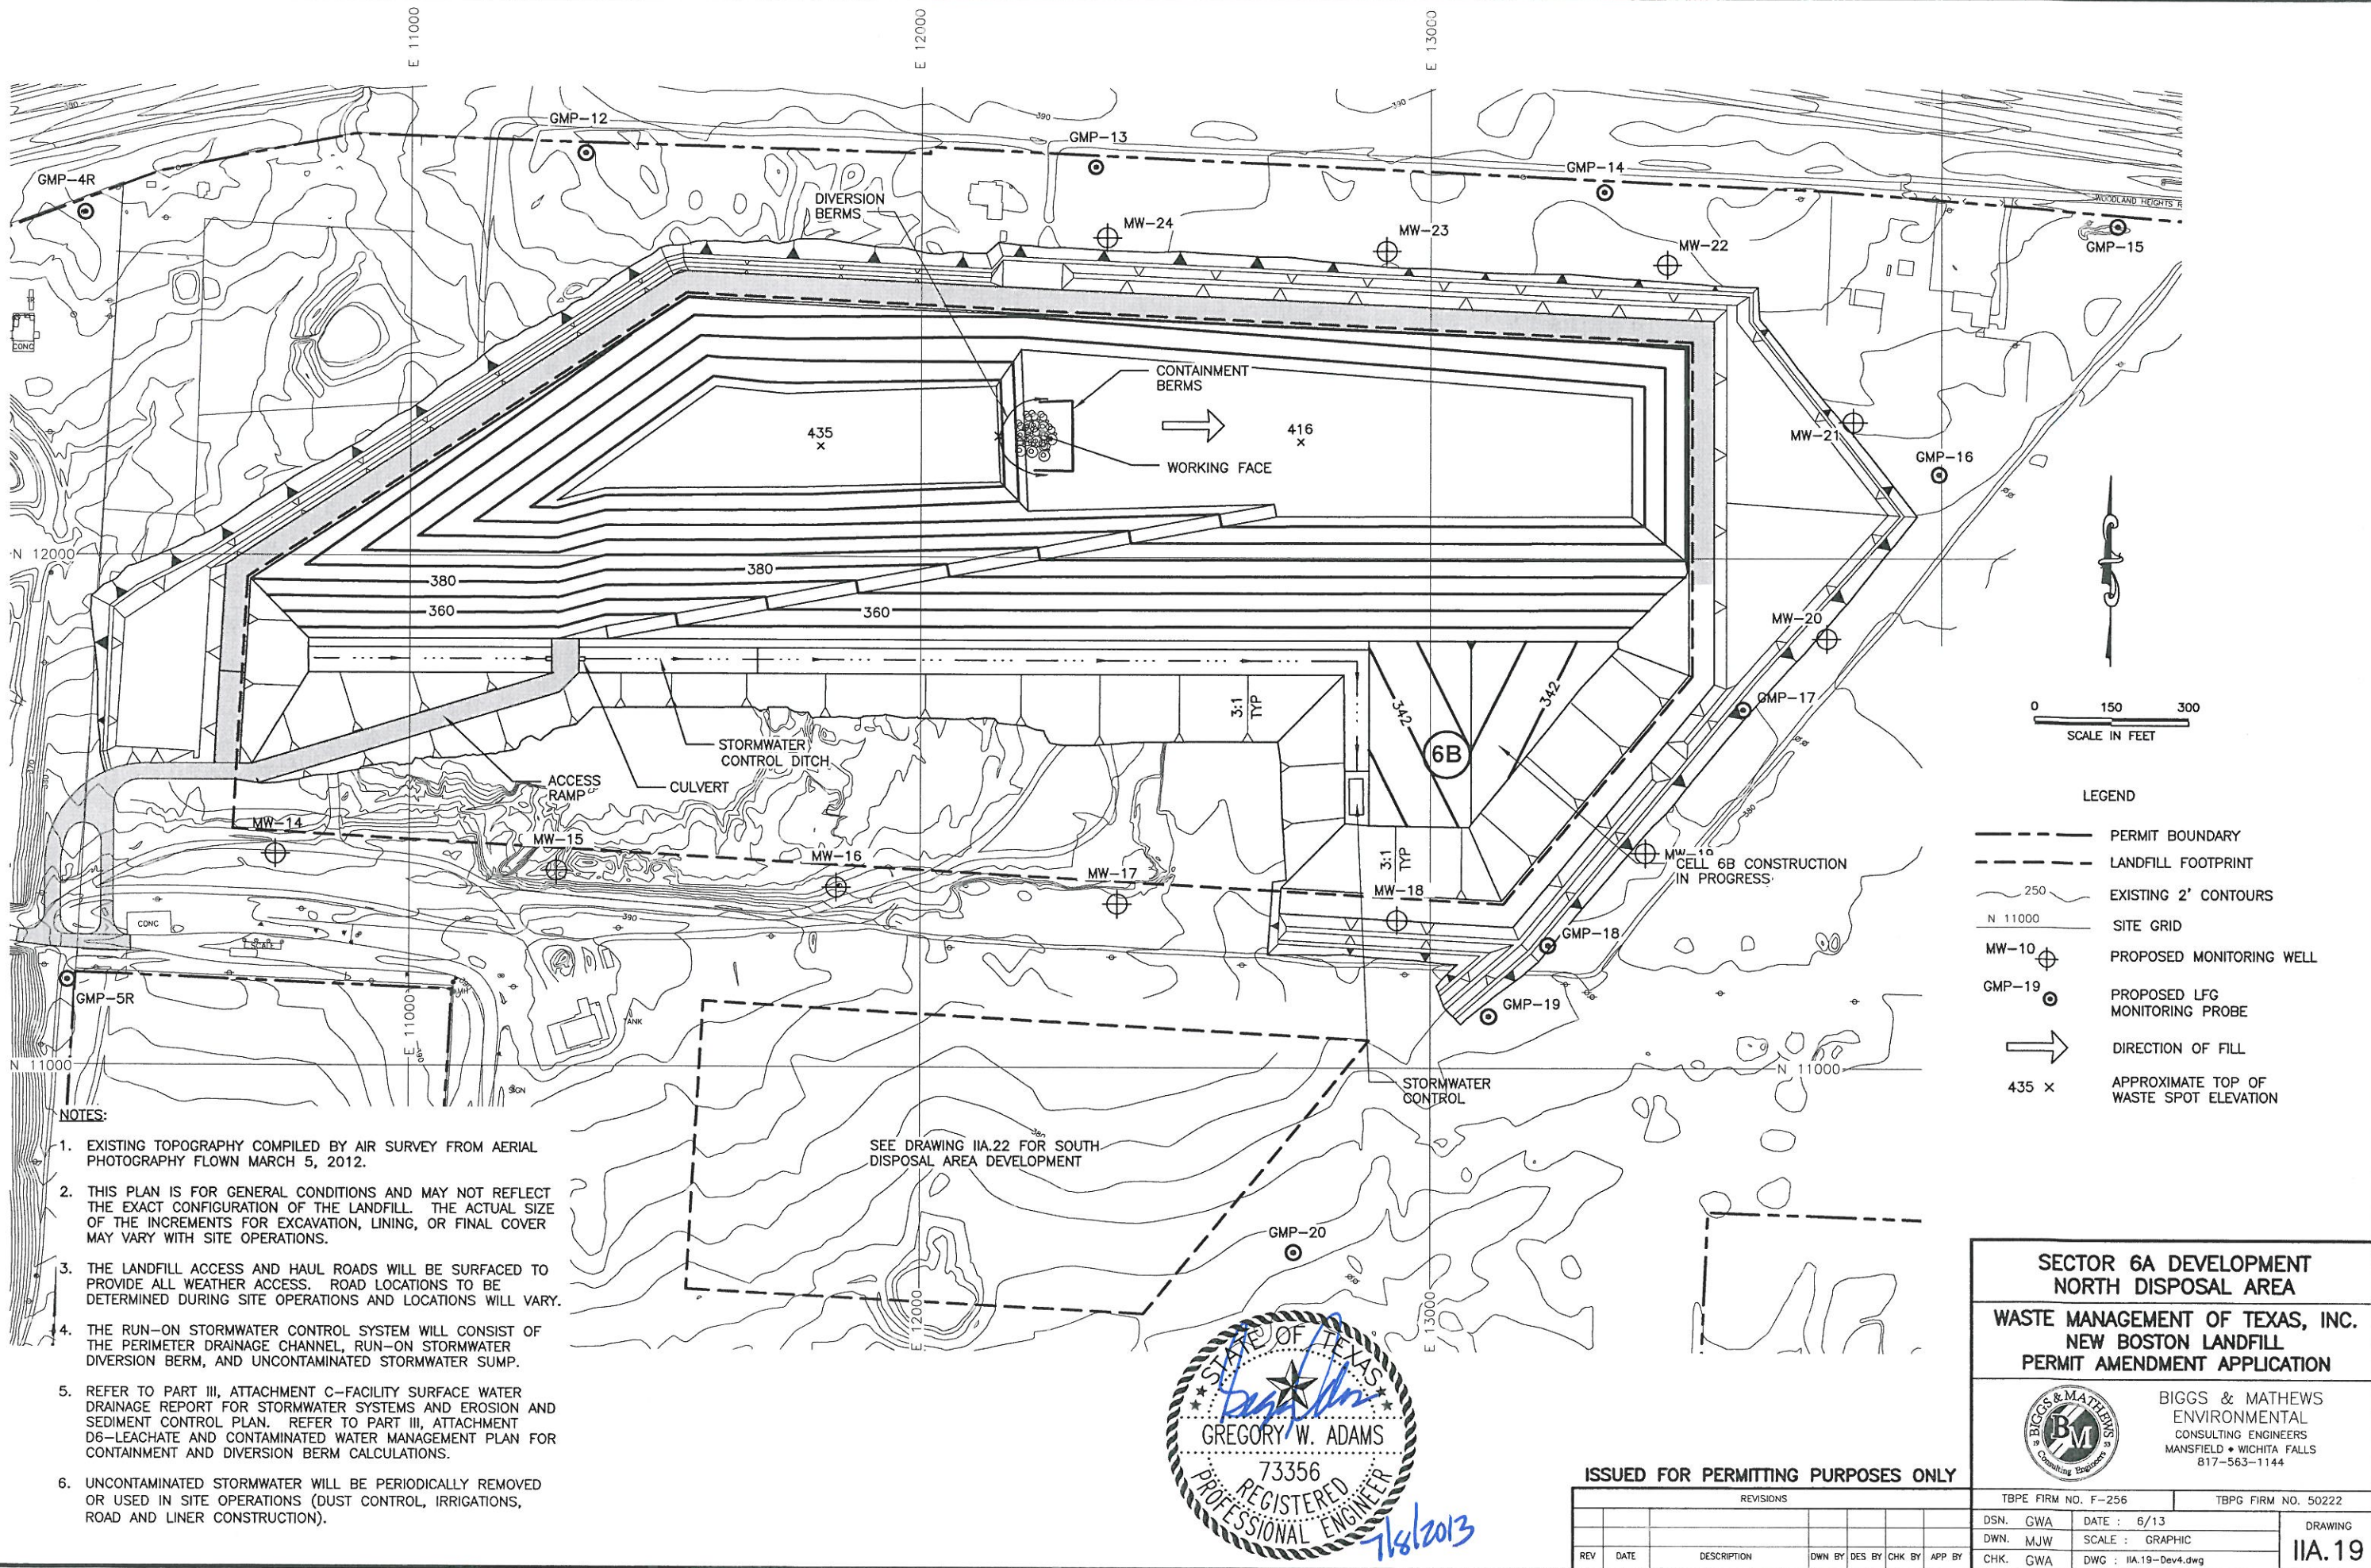 E 11000
E 12000
E 13000
390
390
390
GMP-12
GMP-13
GMP-14
GMP-4R
WOODLAND HEIGHTS
GMP-15
DIVERSION
BERMS
MW-24
MW-23
MW-22
CONC
CONTAINMENT
BERMS
435
×
416
×
WORKING FACE
MW-21
GMP-16
N 12000
380
380
360
360
MW-20
3:1
TYP
342
342
GMP-17
6B
STORMWATER
CONTROL DITCH
CULVERT
ACCESS
RAMP
380
MW-14
MW-15
MW-16
MW-17
MW-18
3:1
TYP
MW-19
CELL 6B CONSTRUCTION
IN PROGRESS
CONC
SCALE
390
GMP-18
GMP-5R
GMP-19
TANK
E 11000
N 11000
SIGN
N 11000
STORMWATER
CONTROL
380
SEE DRAWING IIA.22 FOR SOUTH
DISPOSAL AREA DEVELOPMENT
GMP-20
E 12000
E 13000
0 150 300
SCALE IN FEET
LEGEND
PERMIT BOUNDARY
LANDFILL FOOTPRINT
250 EXISTING 2' CONTOURS
N 11000 SITE GRID
MW-10 PROPOSED MONITORING WELL
GMP-19 PROPOSED LFG
MONITORING PROBE
DIRECTION OF FILL
435 × APPROXIMATE TOP OF
WASTE SPOT ELEVATION
NOTES:
1. EXISTING TOPOGRAPHY COMPILED BY AIR SURVEY FROM AERIAL
PHOTOGRAPHY FLOWN MARCH 5, 2012.
2. THIS PLAN IS FOR GENERAL CONDITIONS AND MAY NOT REFLECT
THE EXACT CONFIGURATION OF THE LANDFILL. THE ACTUAL SIZE
OF THE INCREMENTS FOR EXCAVATION, LINING, OR FINAL COVER
MAY VARY WITH SITE OPERATIONS.
3. THE LANDFILL ACCESS AND HAUL ROADS WILL BE SURFACED TO
PROVIDE ALL WEATHER ACCESS. ROAD LOCATIONS TO BE
DETERMINED DURING SITE OPERATIONS AND LOCATIONS WILL VARY.
4. THE RUN-ON STORMWATER CONTROL SYSTEM WILL CONSIST OF
THE PERIMETER DRAINAGE CHANNEL, RUN-ON STORMWATER
DIVERSION BERM, AND UNCONTAMINATED STORMWATER SUMP.
5. REFER TO PART III, ATTACHMENT C-FACILITY SURFACE WATER
DRAINAGE REPORT FOR STORMWATER SYSTEMS AND EROSION AND
SEDIMENT CONTROL PLAN. REFER TO PART III, ATTACHMENT
D6-LEACHATE AND CONTAMINATED WATER MANAGEMENT PLAN FOR
CONTAINMENT AND DIVERSION BERM CALCULATIONS.
6. UNCONTAMINATED STORMWATER WILL BE PERIODICALLY REMOVED
OR USED IN SITE OPERATIONS (DUST CONTROL, IRRIGATIONS,
ROAD AND LINER CONSTRUCTION).
STATE OF TEXAS
GREGORY W. ADAMS
73356
REGISTERED
PROFESSIONAL ENGINEER
7/8/2013
ISSUED FOR PERMITTING PURPOSES ONLY
REVISIONS
REV DATE DESCRIPTION DWN BY DES BY CHK BY APP BY
SECTOR 6A DEVELOPMENT
NORTH DISPOSAL AREA
WASTE MANAGEMENT OF TEXAS, INC.
NEW BOSTON LANDFILL
PERMIT AMENDMENT APPLICATION
BIGGS & MATHEWS
BM
Consulting Engineers
BIGGS & MATHEWS
ENVIRONMENTAL
CONSULTING ENGINEERS
MANSFIELD ♦ WICHITA FALLS
817-563-1144
TBPE FIRM NO. F-256 TBPG FIRM NO. 50222
DSN. GWA DATE : 6/13 DRAWING
DWN. MJW SCALE : GRAPHIC
CHK. GWA DWG : IIA.19-Dev4.dwg
IIA.19